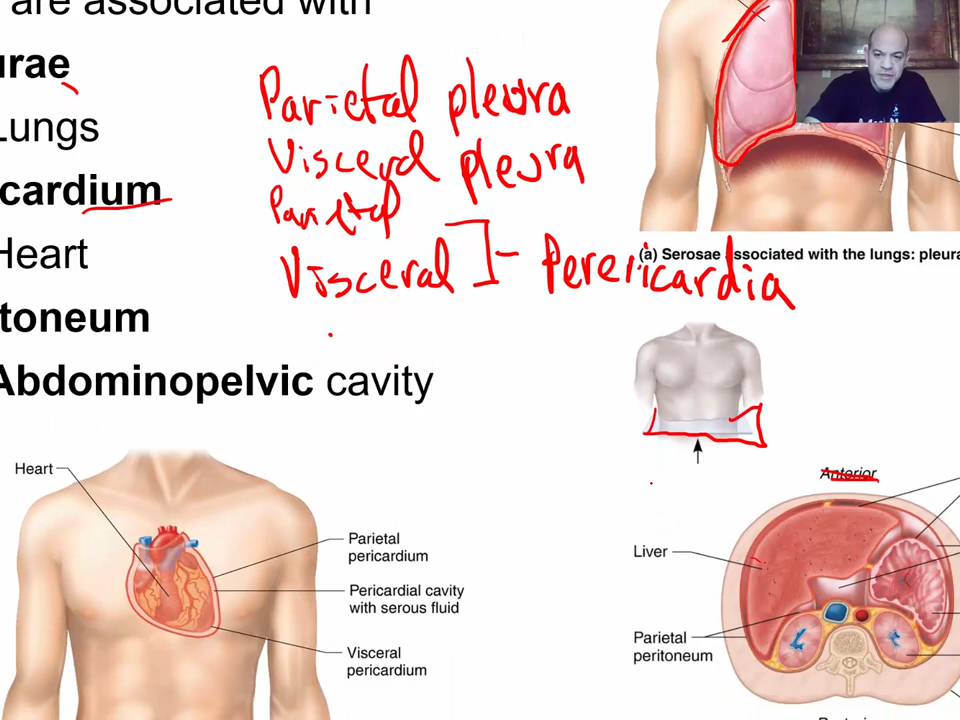 are associated with
urae
Lungs
cardium
Heart
toneum
Abdominopelvic cavity
Parietal pleura
Visceral pleura
Parietal
Visceral ] - Perericardia
(a) Serosae associated with the lungs: pleura
Heart
Parietal
pericardium
Pericardial cavity
with serous fluid
Visceral
pericardium
Anterior
Liver
Parietal
peritoneum